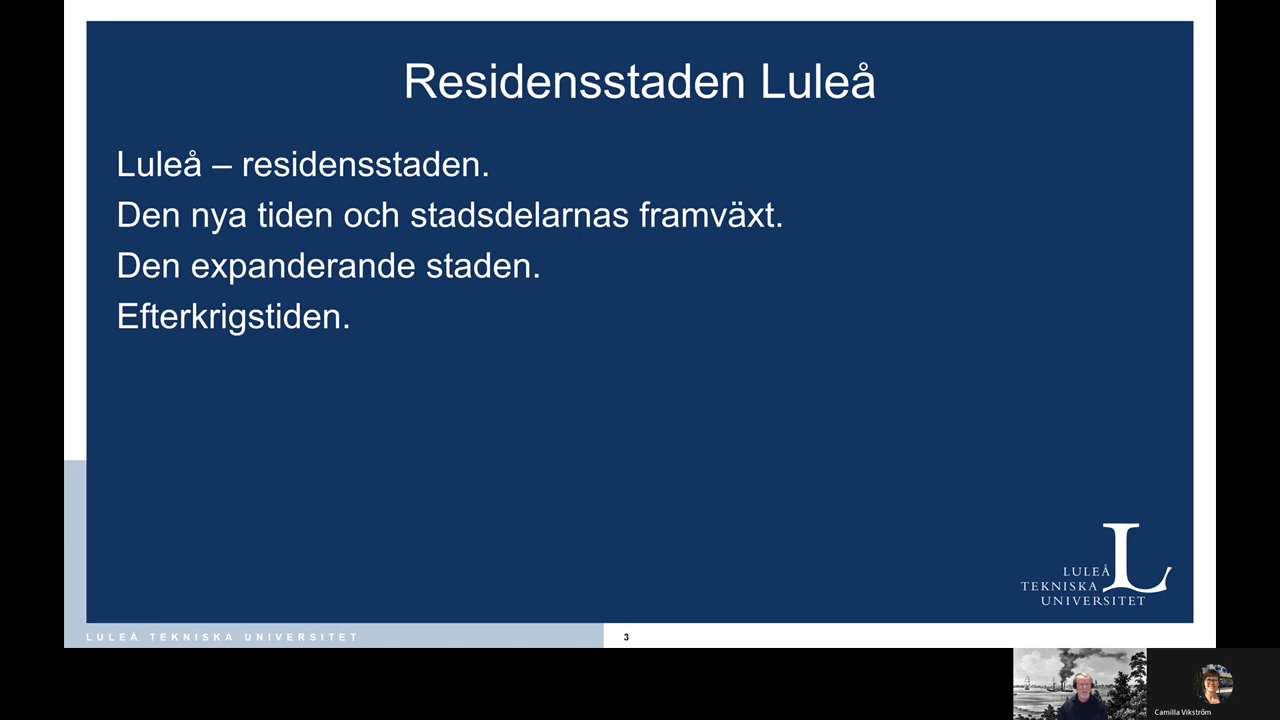 Residensstaden Luleå
Luleå – residensstaden.
Den nya tiden och stadsdelarnas framväxt.
Den expanderande staden.
Efterkrigstiden.
LULEÅ
TEKNISKA
UNIVERSITET
L
LULEÅ TEKNISKA UNIVERSITET
3
Camilla Vikström